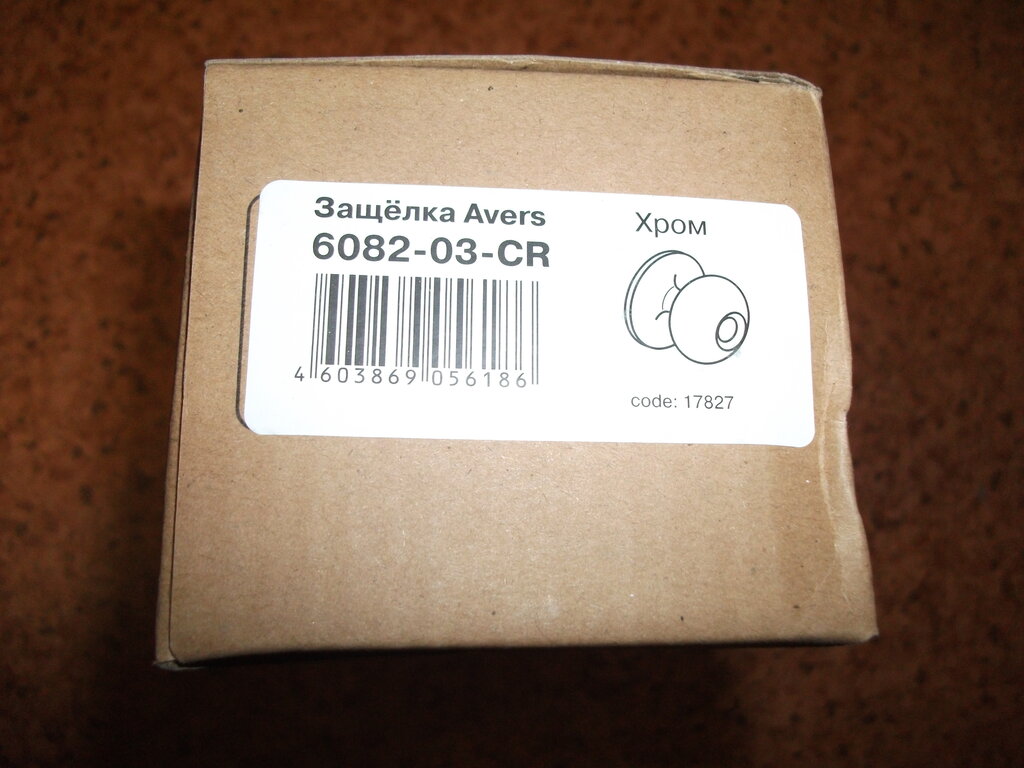 Защёлка Avers
6082-03-CR
4 603869 056186
Хром
code: 17827